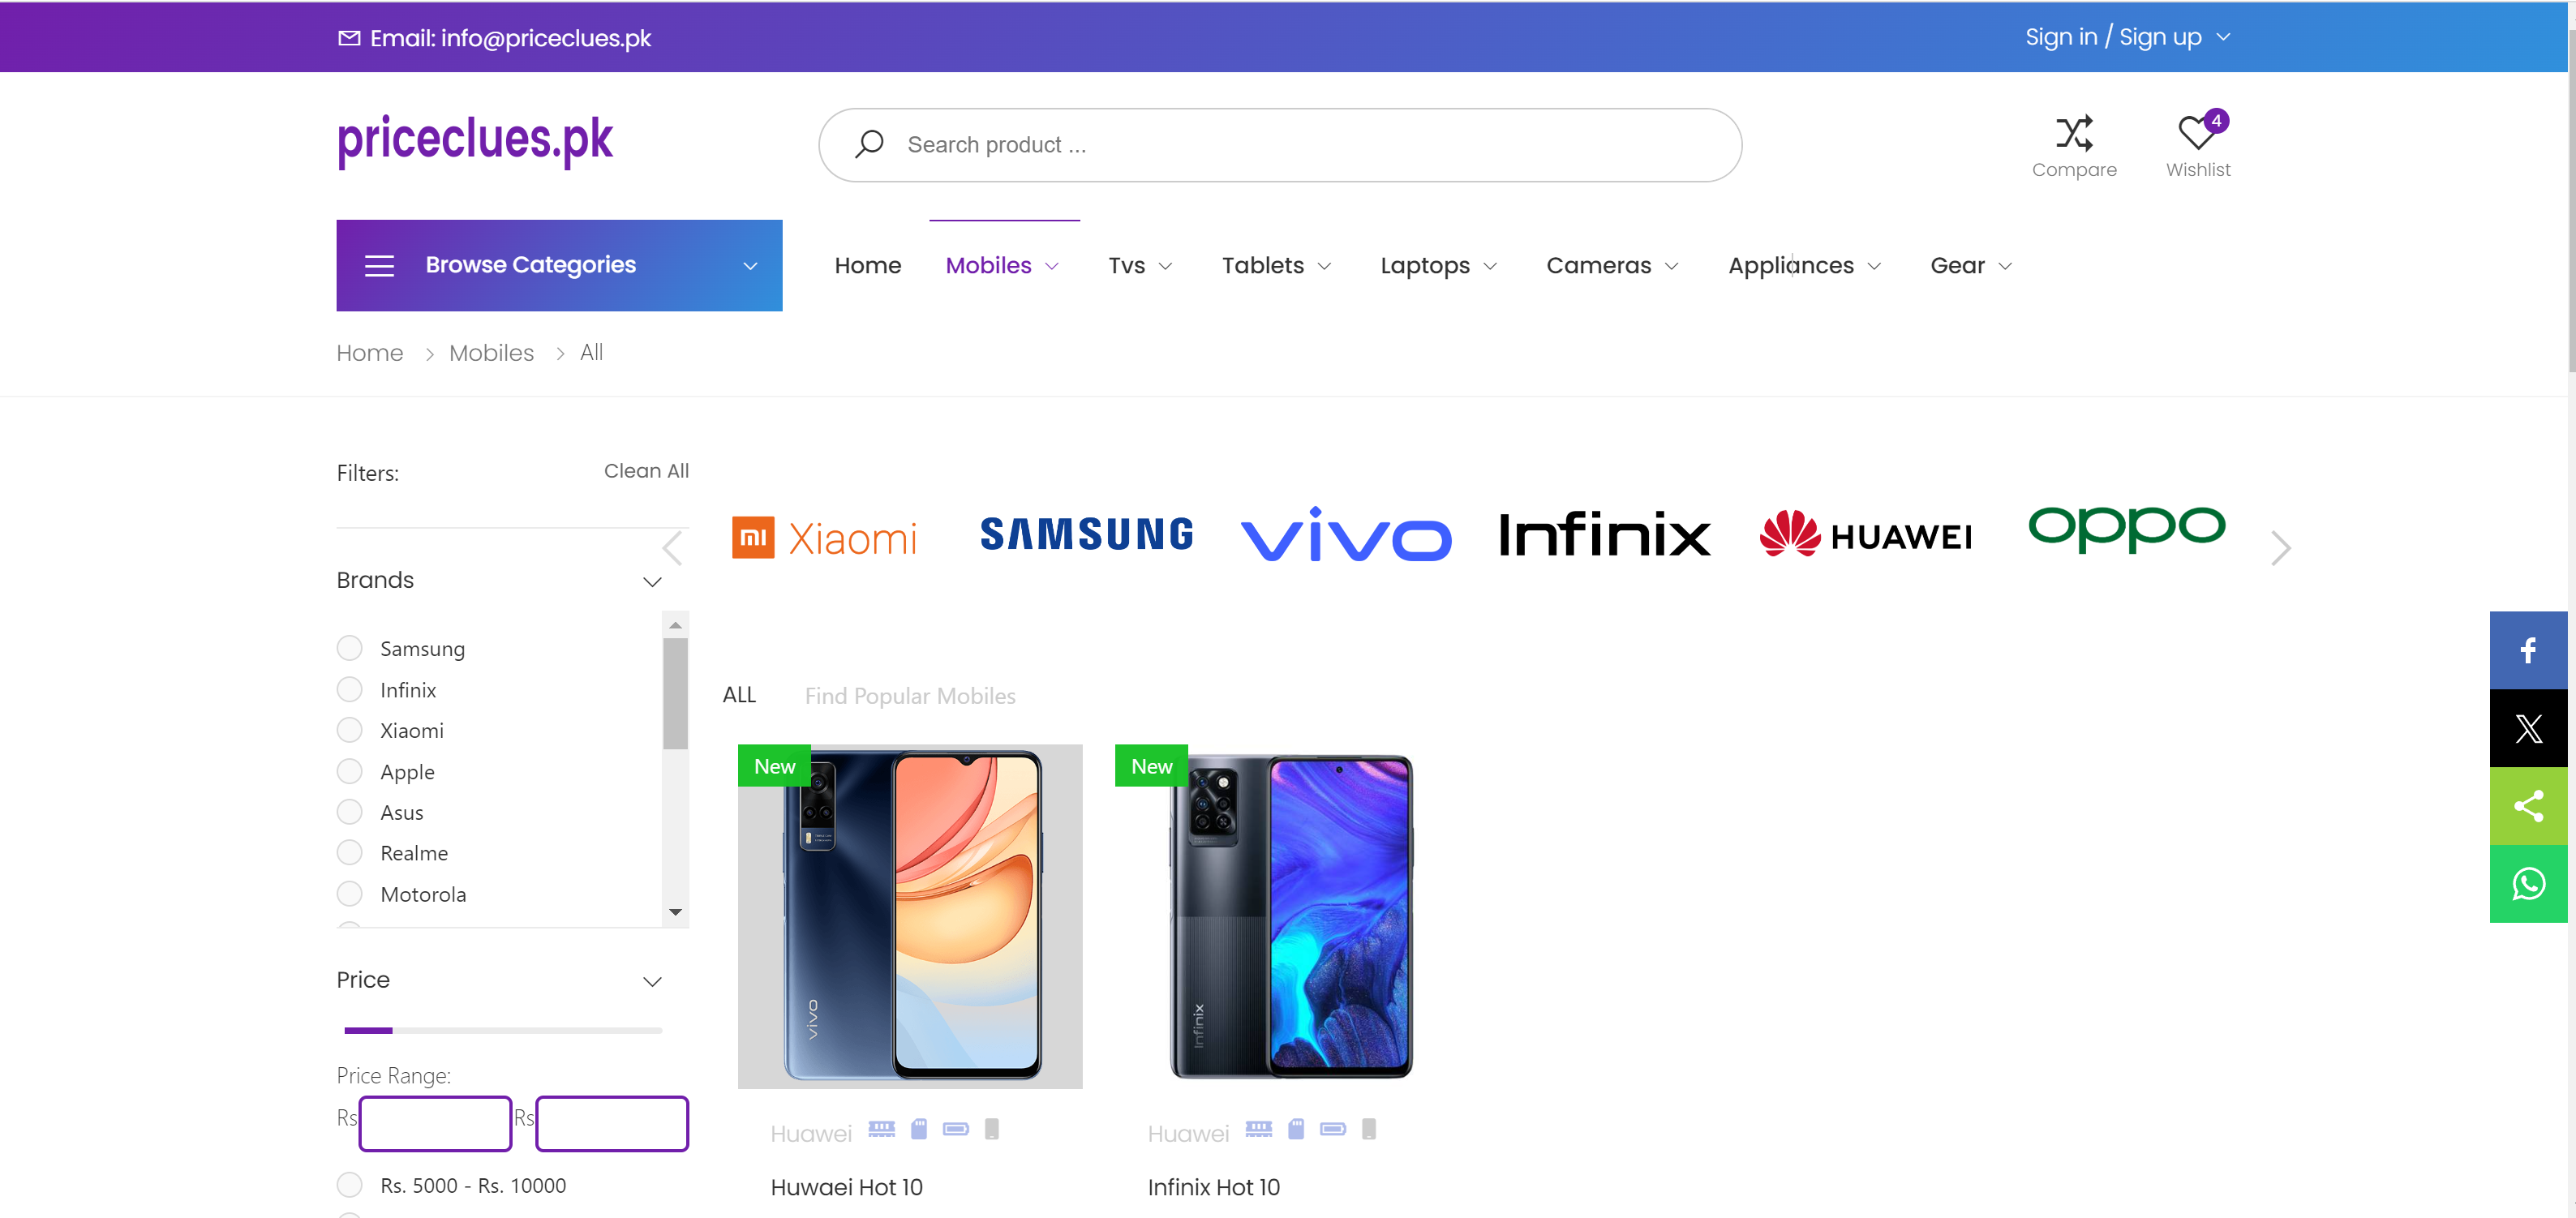 Email: info@priceclues.pk
Sign in / Sign up
priceclues.pk
Search product ...
Compare
4
Wishlist
Browse Categories
Home Mobiles Tvs Tablets Laptops Cameras Appliances Gear
Home > Mobiles > All
Filters:
Clean All
Brands
Samsung
Infinix
Xiaomi
Apple
Asus
Realme
Motorola
Price
Price Range:
Rs Rs
Rs. 5000 - Rs. 10000
mi Xiaomi
SAMSUNG
vivo
Infinix
HUAWEI
oppo
ALL
Find Popular Mobiles
New
vivo
Huawei
Huwaei Hot 10
New
Infinix
Huawei
Infinix Hot 10